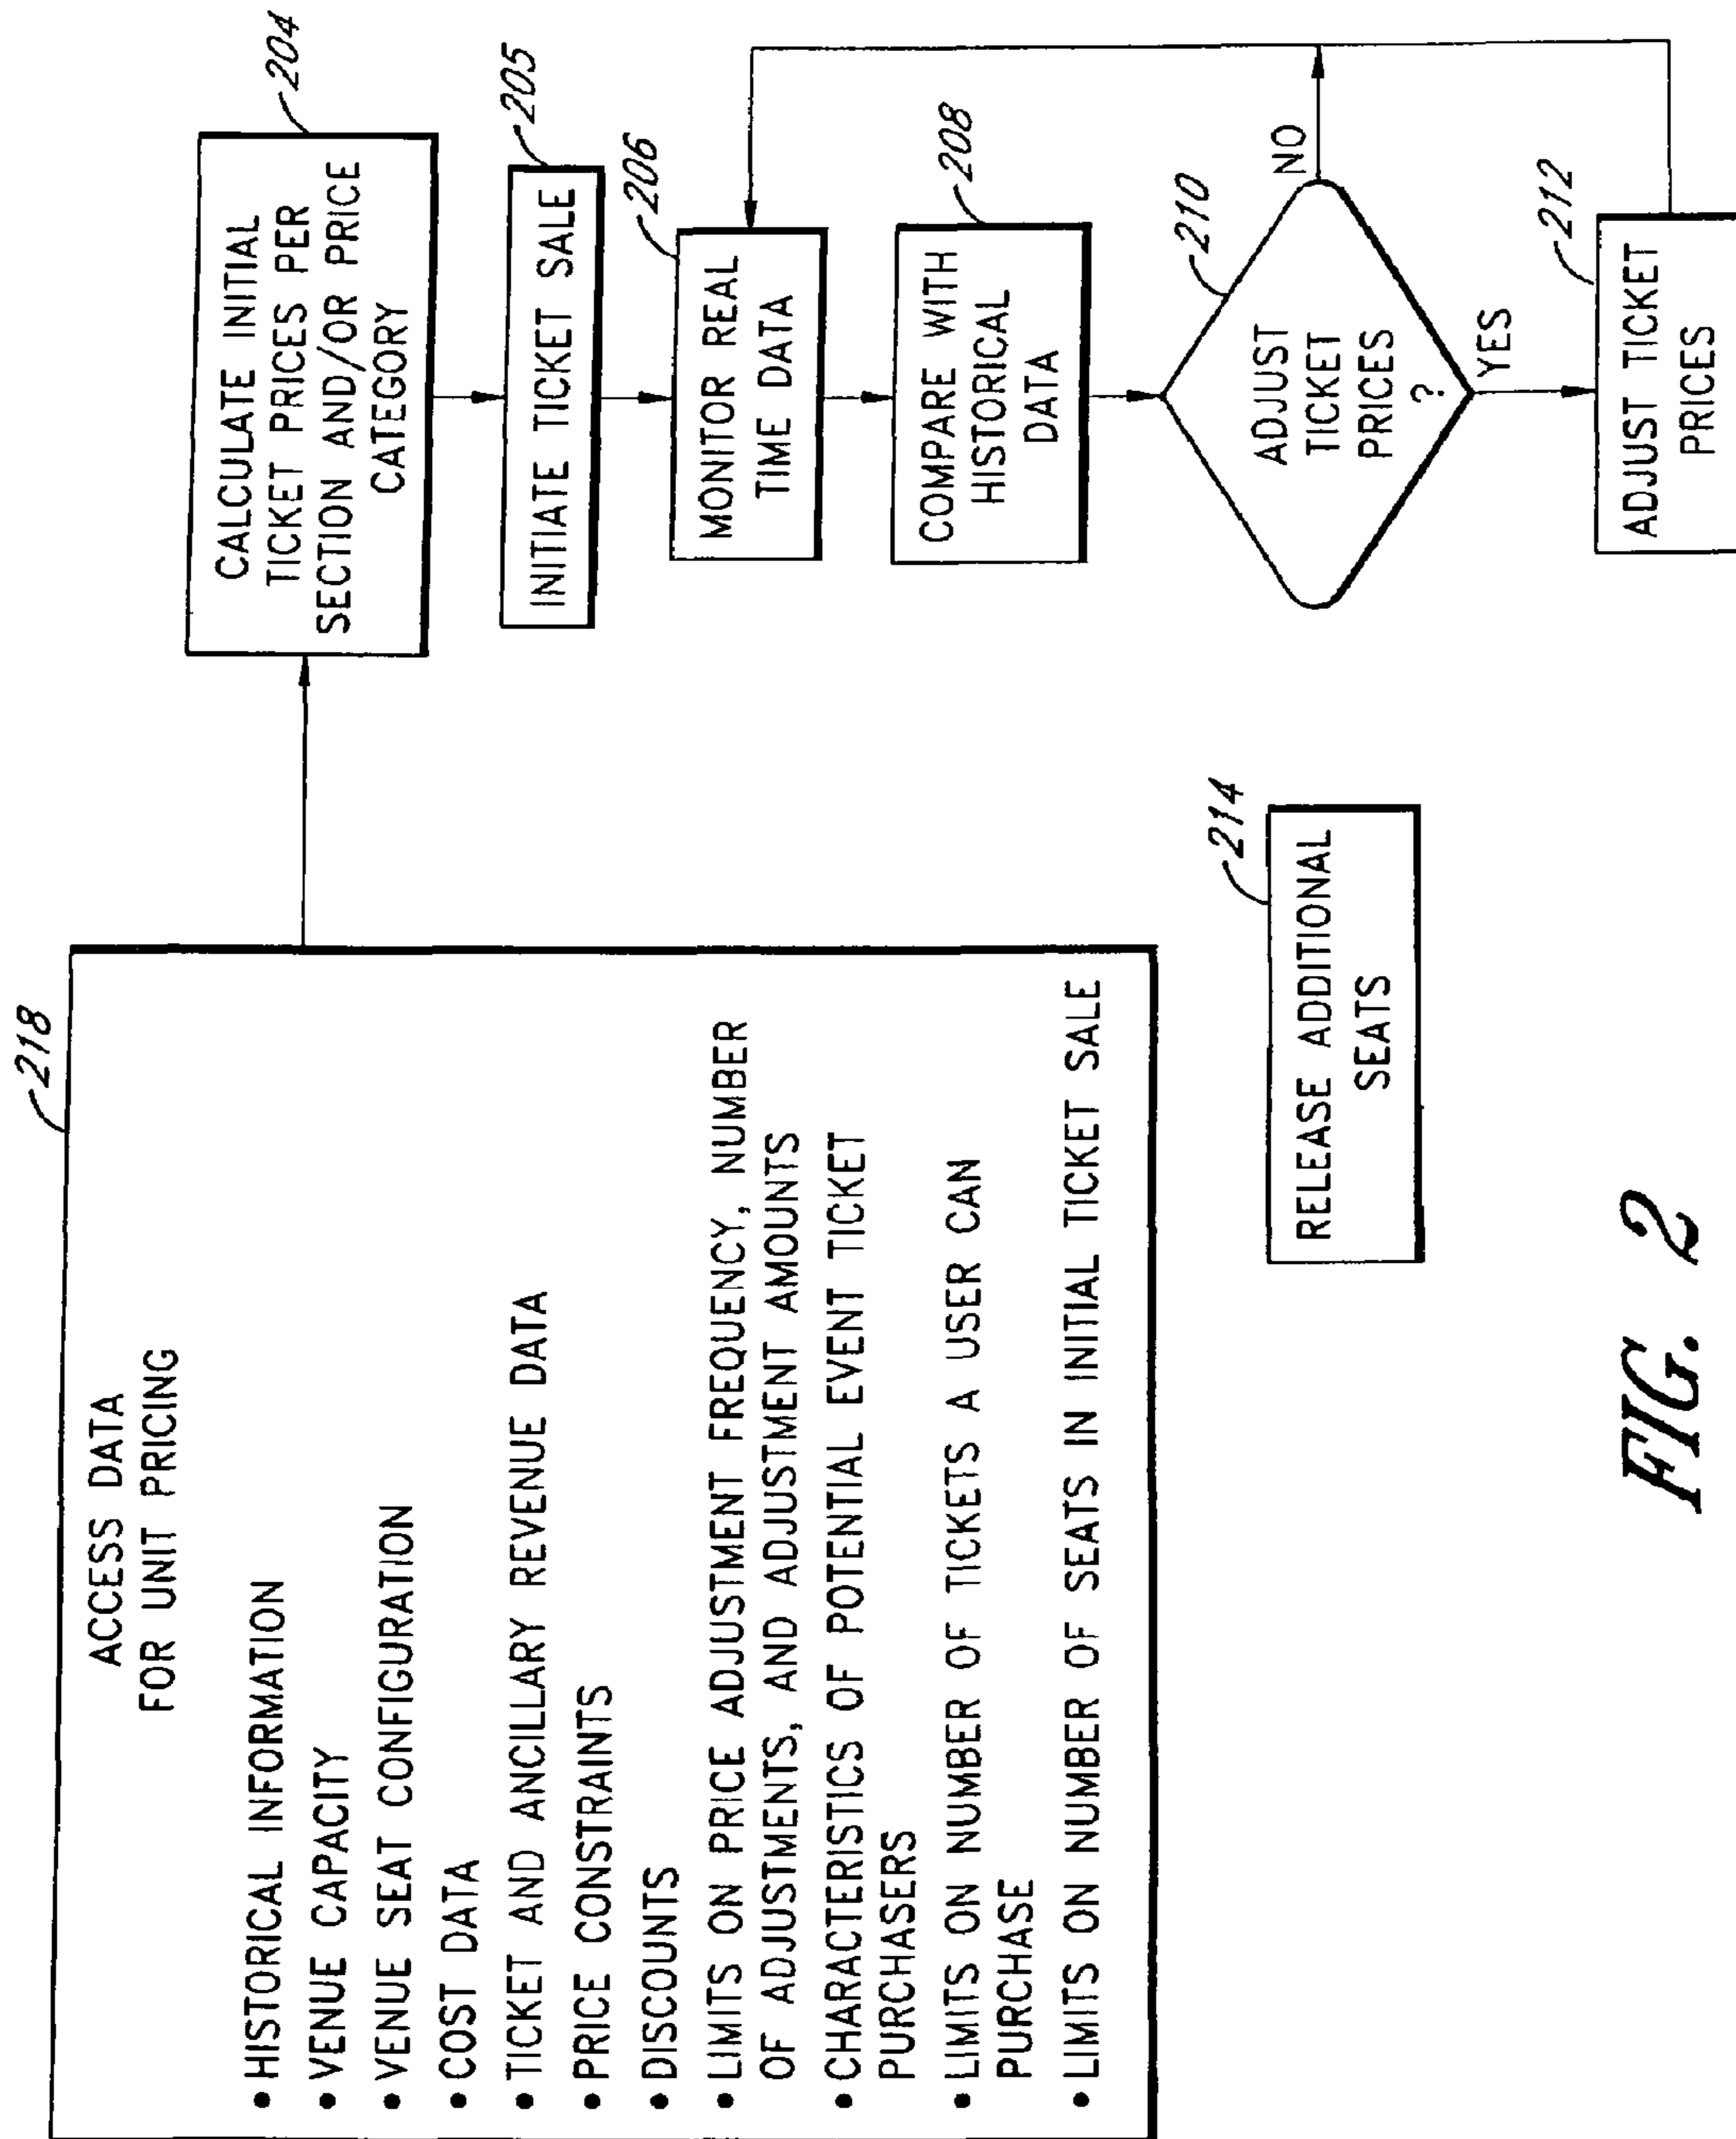 218
ACCESS DATA
FOR UNIT PRICING
• HISTORICAL INFORMATION
• VENUE CAPACITY
• VENUE SEAT CONFIGURATION
• COST DATA
• TICKET AND ANCILLARY REVENUE DATA
• PRICE CONSTRAINTS
• DISCOUNTS
• LIMITS ON PRICE ADJUSTMENT FREQUENCY, NUMBER
OF ADJUSTMENTS, AND ADJUSTMENT AMOUNTS
• CHARACTERISTICS OF POTENTIAL EVENT TICKET
PURCHASERS
• LIMITS ON NUMBER OF TICKETS A USER CAN
PURCHASE
• LIMITS ON NUMBER OF SEATS IN INITIAL TICKET SALE
204
CALCULATE INITIAL
TICKET PRICES PER
SECTION AND/OR PRICE
CATEGORY
205
INITIATE TICKET SALE
206
MONITOR REAL
TIME DATA
208
COMPARE WITH
HISTORICAL
DATA
210
ADJUST
TICKET
PRICES
?
NO
YES
212
ADJUST TICKET
PRICES
214
RELEASE ADDITIONAL
SEATS
FIG. 2